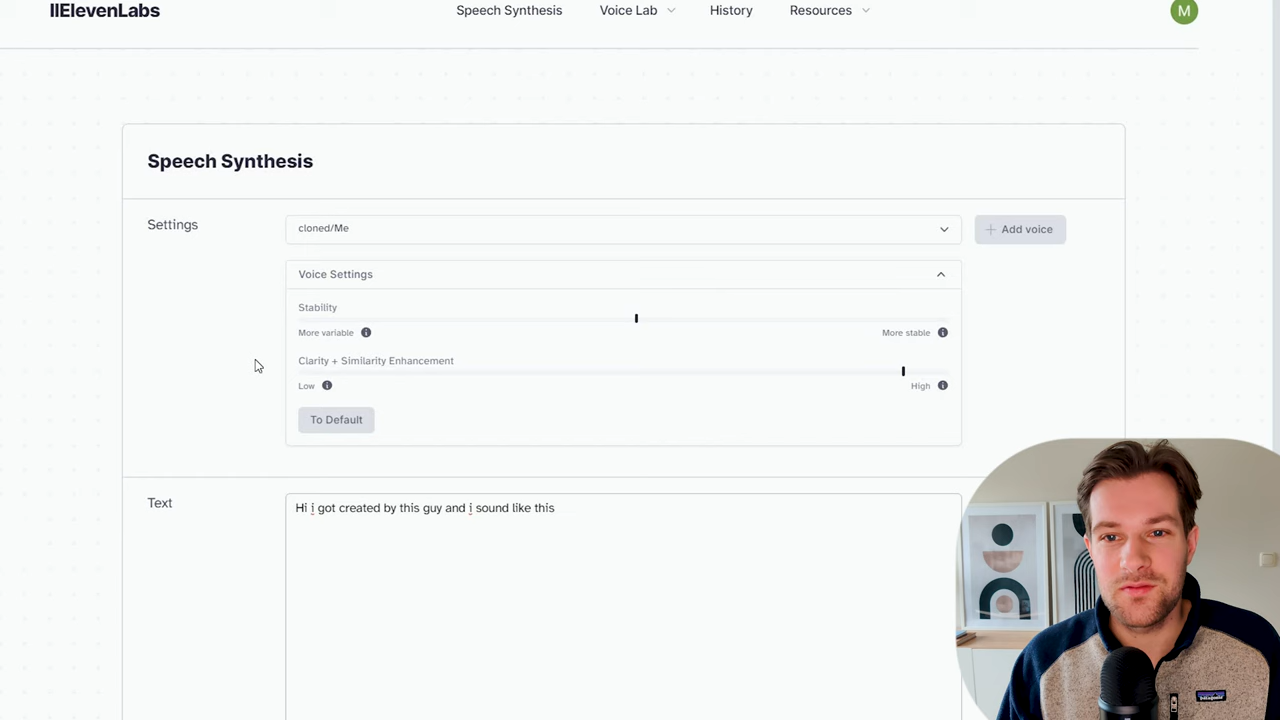 IIElevenLabs
Speech Synthesis
Voice Lab
History
Resources
M
Speech Synthesis
Settings
cloned/Me
+ Add voice
Voice Settings
Stability
More variable
More stable
Clarity + Similarity Enhancement
Low
High
To Default
Text
Hi i got created by this guy and i sound like this
patagonia